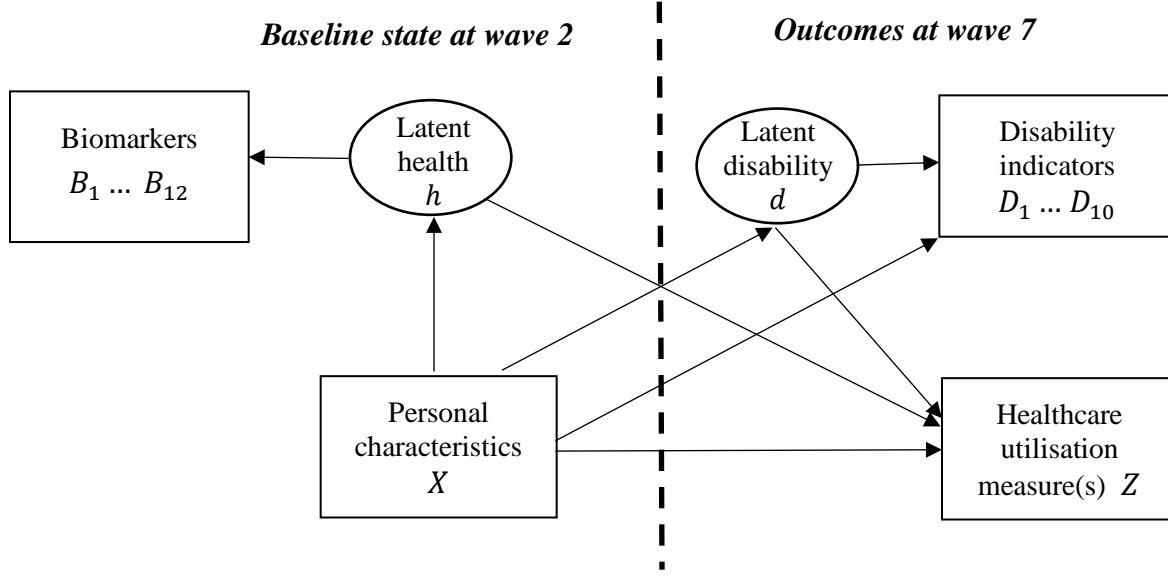 Baseline state at wave 2
Outcomes at wave 7
Biomarkers
B₁ … B₁₂
Latent
health
h
Latent
disability
d
Disability
indicators
D₁ … D₁₀
Personal
characteristics
X
Healthcare
utilisation
measure(s) Z